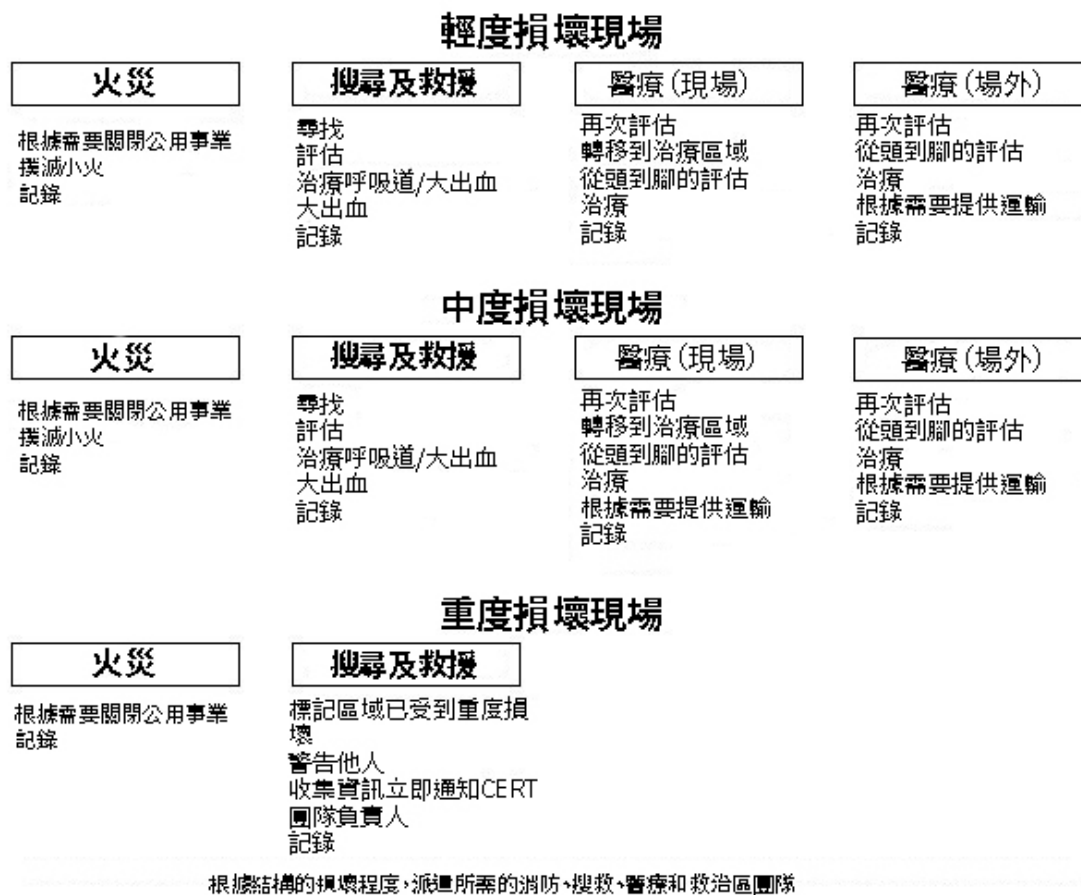 輕度損壞現場
火災
根據需要關閉公用事業
撲滅小火
記錄
搜尋及救援
尋找
評估
治療呼吸道/大出血
大出血
記錄
醫療(現場)
再次評估
轉移到治療區域
從頭到腳的評估
治療
記錄
醫療(場外)
再次評估
從頭到腳的評估
治療
根據需要提供運輸
記錄
中度損壞現場
火災
根據需要關閉公用事業
撲滅小火
記錄
搜尋及救援
尋找
評估
治療呼吸道/大出血
大出血
記錄
醫療(現場)
再次評估
轉移到治療區域
從頭到腳的評估
治療
根據需要提供運輸
記錄
醫療(場外)
再次評估
從頭到腳的評估
治療
根據需要提供運輸
記錄
重度損壞現場
火災
根據需要關閉公用事業
記錄
搜尋及救援
標記區域已受到重度損
壞
警告他人
收集資訊立即通知CERT
團隊負責人
記錄
根據結構的損壞程度,派遣所需的消防、搜救、醫療和救治區團隊